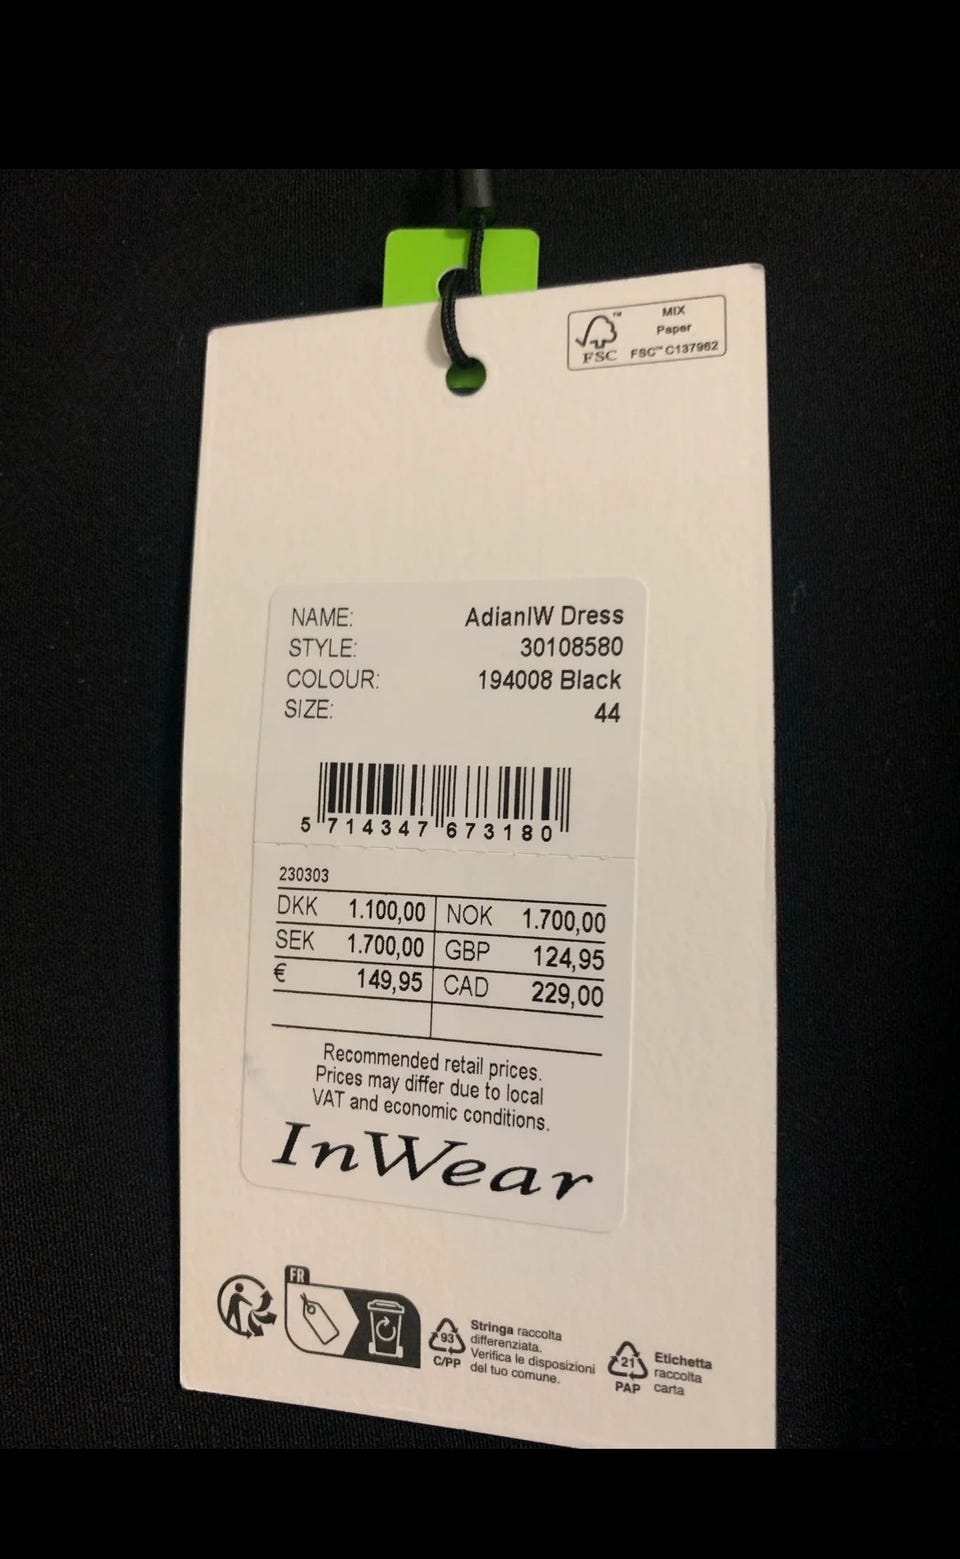 MIX
Paper
FSC™ C137962
FSC
NAME: AdianIW Dress
STYLE: 30108580
COLOUR: 194008 Black
SIZE: 44
5 714347 673180
230303
DKK 1.100,00 NOK 1.700,00
SEK 1.700,00 GBP 124,95
€ 149,95 CAD 229,00
Recommended retail prices.
Prices may differ due to local
VAT and economic conditions.
InWear
FR
93
C/PP
Stringa raccolta
differenziata.
Verifica le disposizioni
del tuo comune.
21
PAP
Etichetta
raccolta
carta